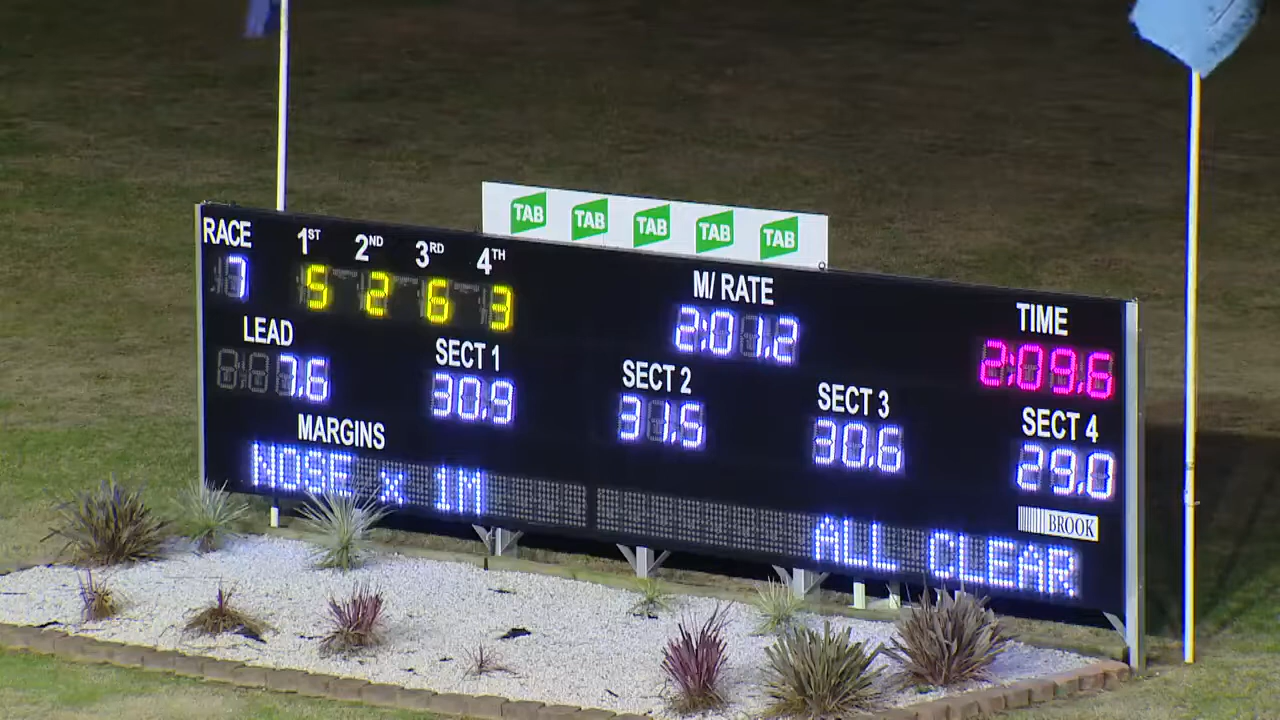 TAB TAB TAB TAB TAB
RACE 1ST 2ND 3RD 4TH
7 5 2 6 3
M/ RATE
2:01.2
TIME
2:09.6
LEAD
7.6
SECT 1
30.9
SECT 2
31.5
SECT 3
30.6
SECT 4
29.0
MARGINS
NOSE x 1M
BROOK
ALL CLEAR